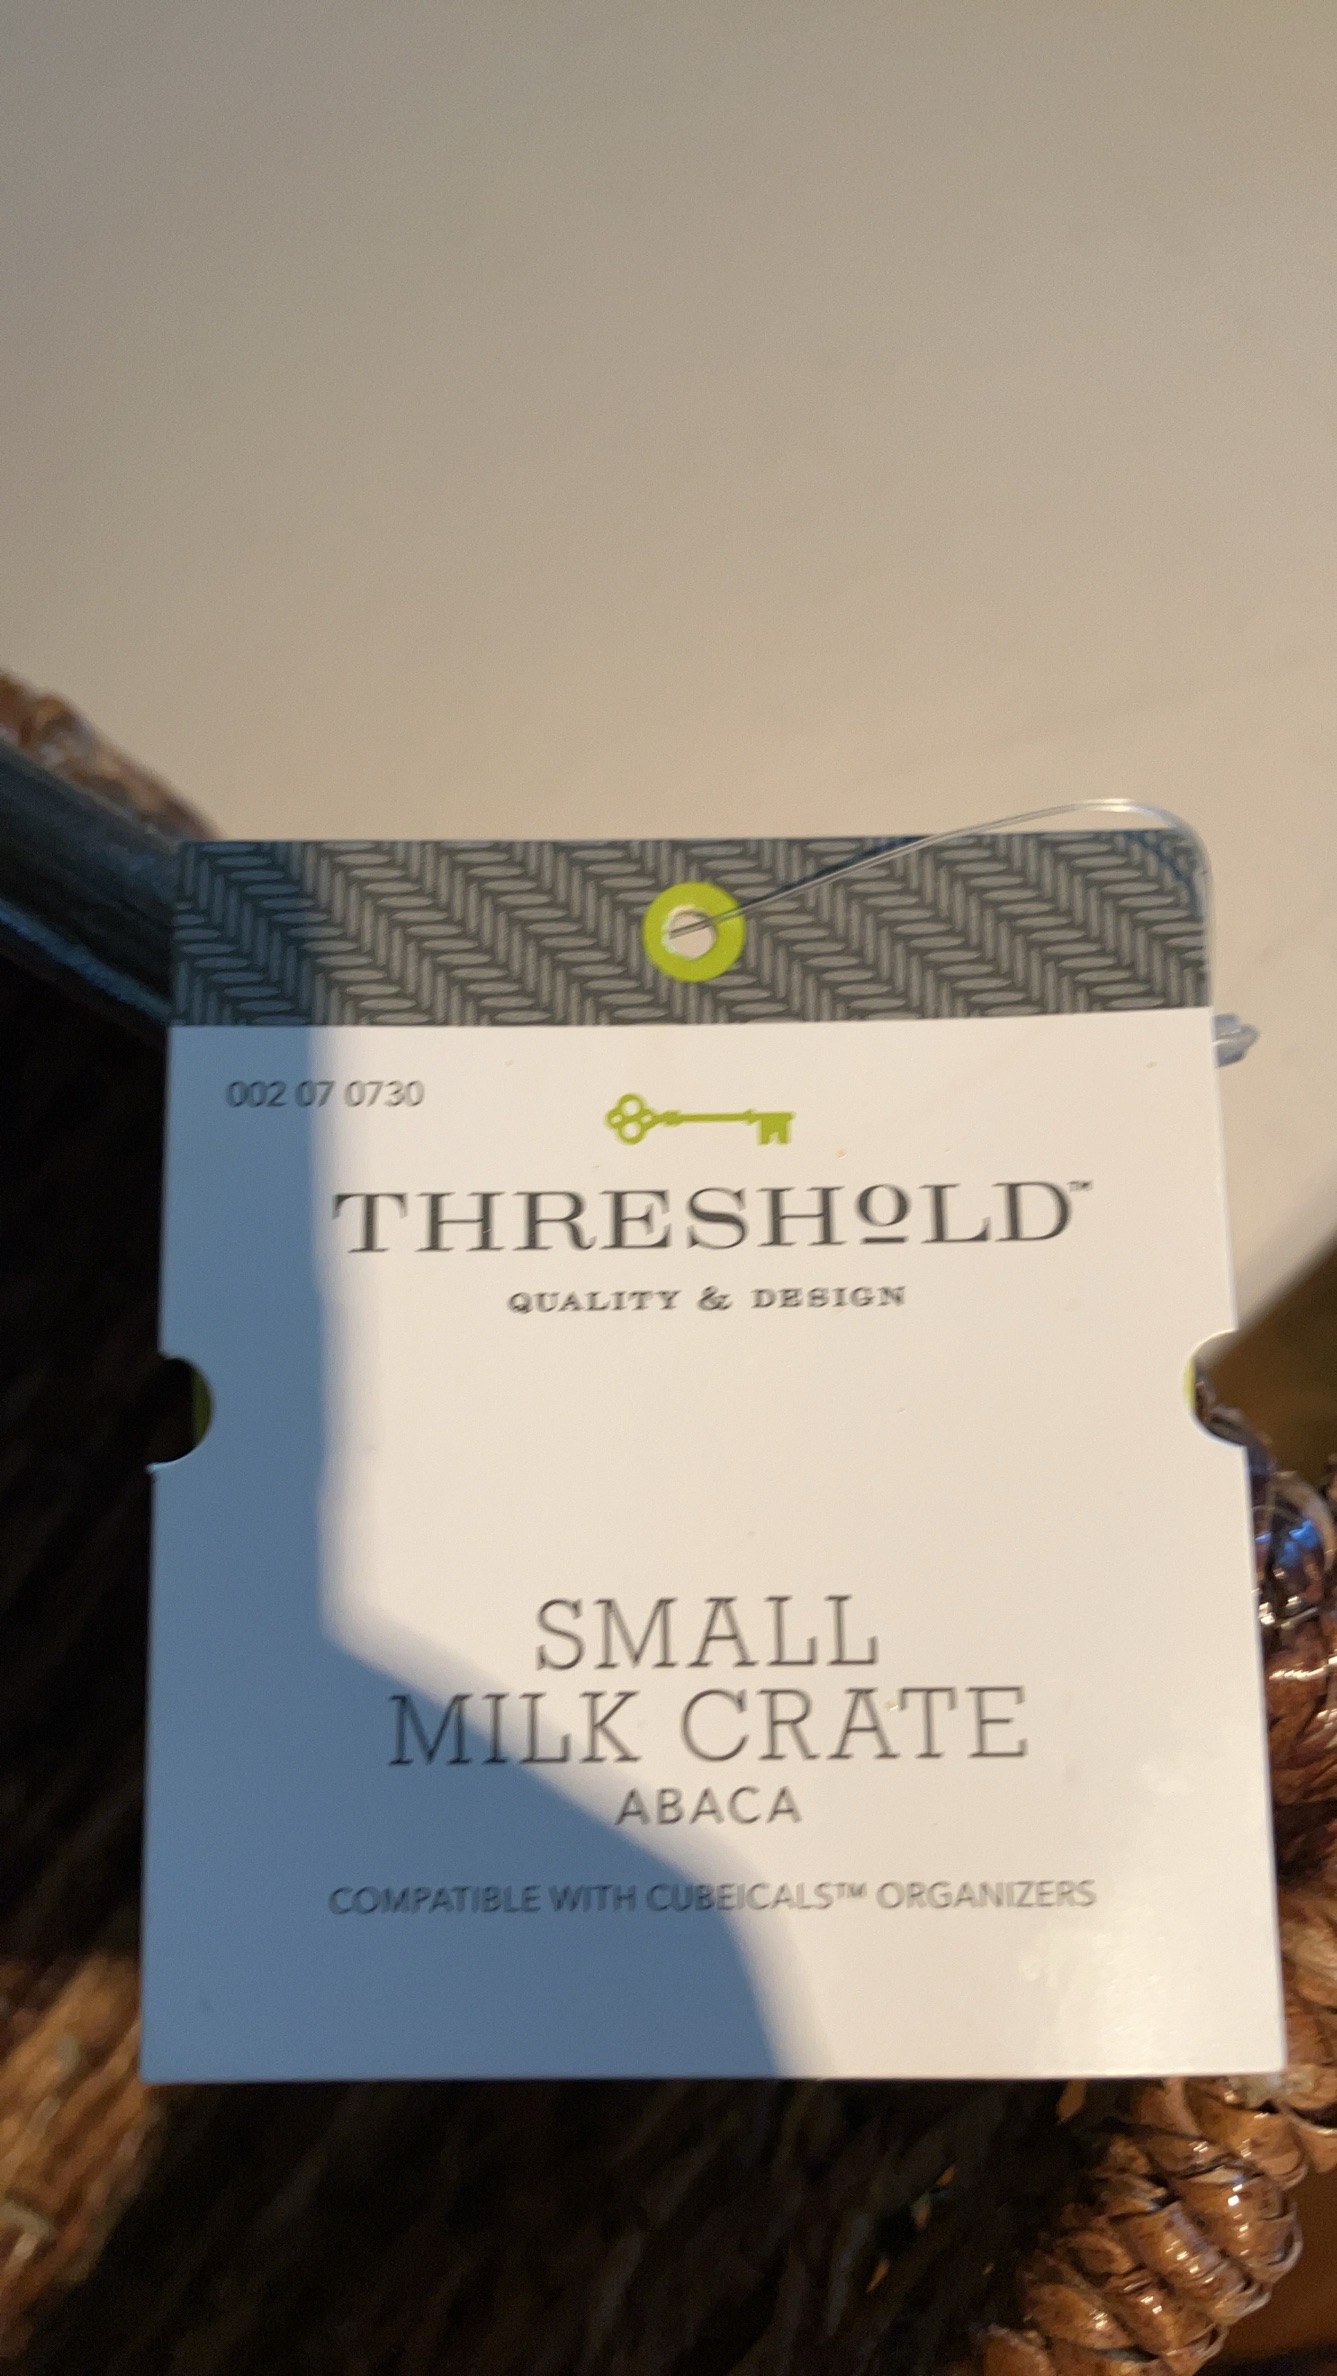 002 07 0730
THRESHOLD™
QUALITY & DESIGN
SMALL
MILK CRATE
ABACA
COMPATIBLE WITH CUBEICALS™ ORGANIZERS